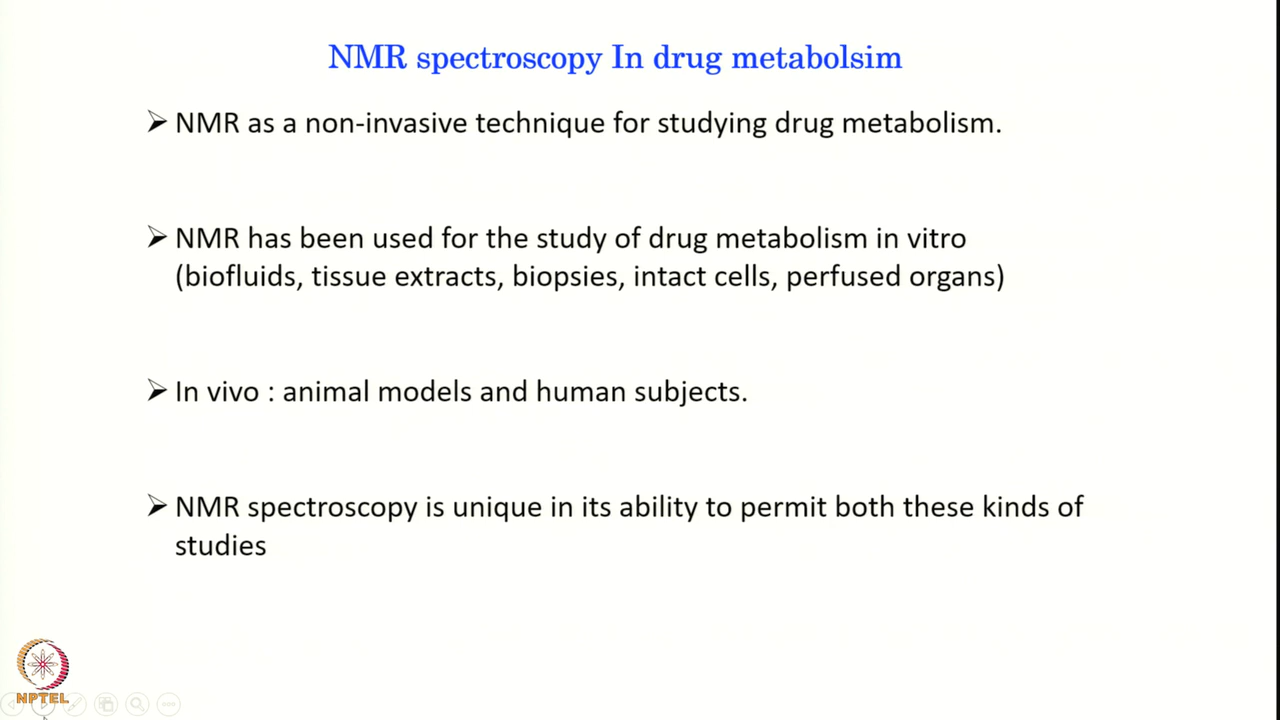 NMR spectroscopy In drug metabolsim
➢ NMR as a non-invasive technique for studying drug metabolism.
➢ NMR has been used for the study of drug metabolism in vitro
(biofluids, tissue extracts, biopsies, intact cells, perfused organs)
➢ In vivo : animal models and human subjects.
➢ NMR spectroscopy is unique in its ability to permit both these kinds of
studies
NPTEL